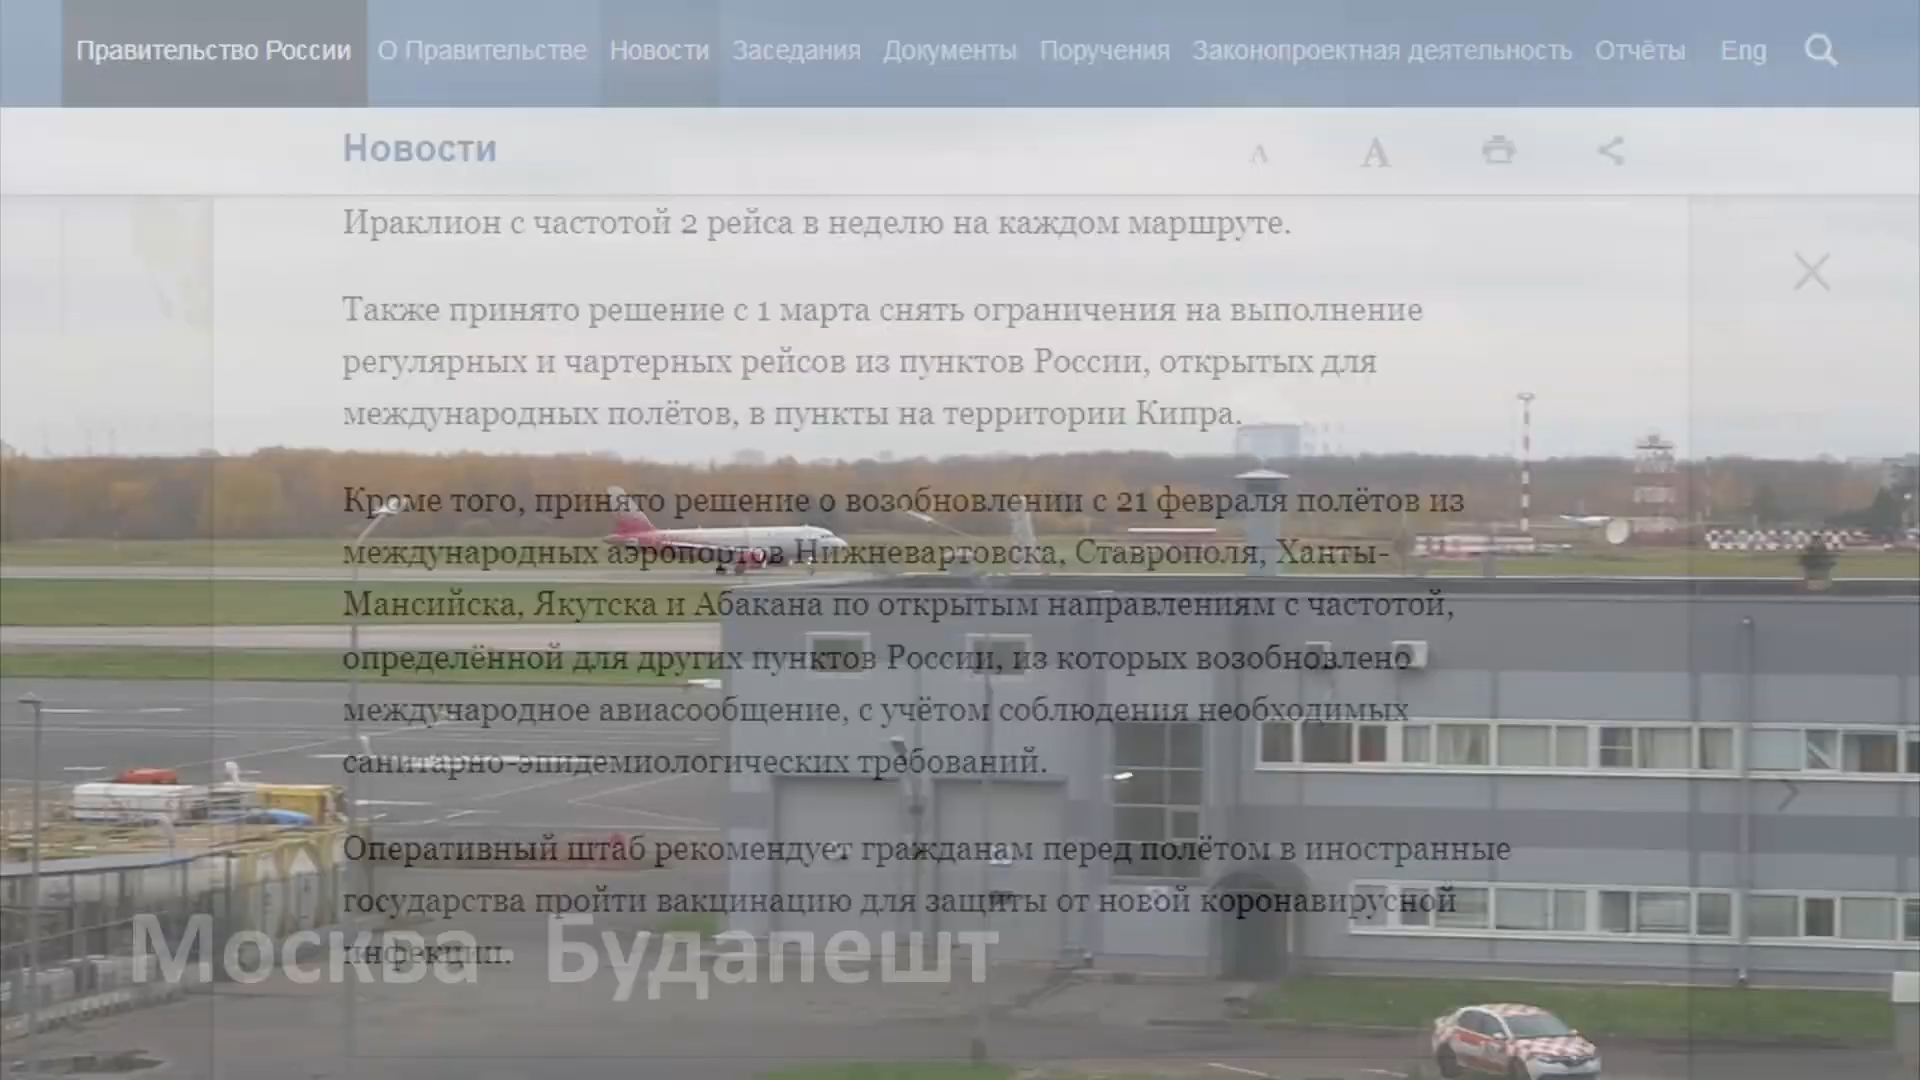 Правительство России О Правительстве Новости Заседания Документы Поручения Законопроектная деятельность Отчёты Eng
Новости A A
Ираклион с частотой 2 рейса в неделю на каждом маршруте.
Также принято решение с 1 марта снять ограничения на выполнение
регулярных и чартерных рейсов из пунктов России, открытых для
международных полётов, в пункты на территории Кипра.
Кроме того, принято решение о возобновлении с 21 февраля полётов из
международных аэропортов Нижневартовска, Ставрополя, Ханты-
Мансийска, Якутска и Абакана по открытым направлениям с частотой,
определённой для других пунктов России, из которых возобновлено
международное авиасообщение, с учётом соблюдения необходимых
санитарно-эпидемиологических требований.
Оперативный штаб рекомендует гражданам перед полётом в иностранные
государства пройти вакцинацию для защиты от новой коронавирусной
инфекции.
Москва Будапешт